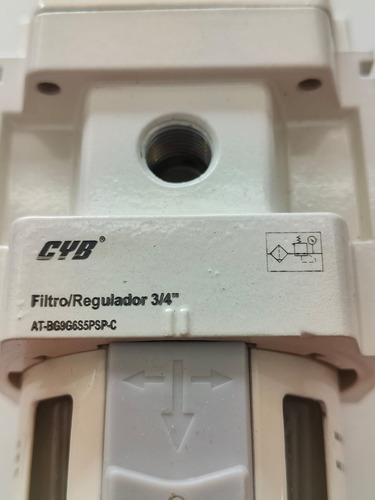 CYB®
Filtro/Regulador 3/4"
AT-BG9G6S5PSP-C